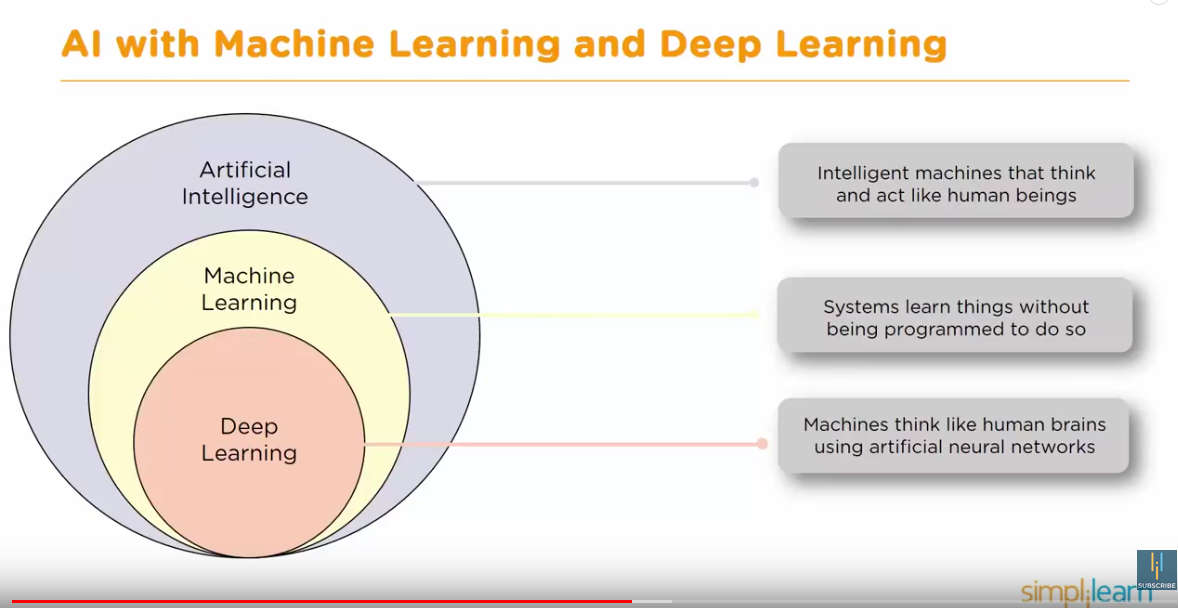 AI with Machine Learning and Deep Learning
Artificial
Intelligence
Intelligent machines that think
and act like human beings
Machine
Learning
Systems learn things without
being programmed to do so
Deep
Learning
Machines think like human brains
using artificial neural networks
simplilearn
SUBSCRIBE